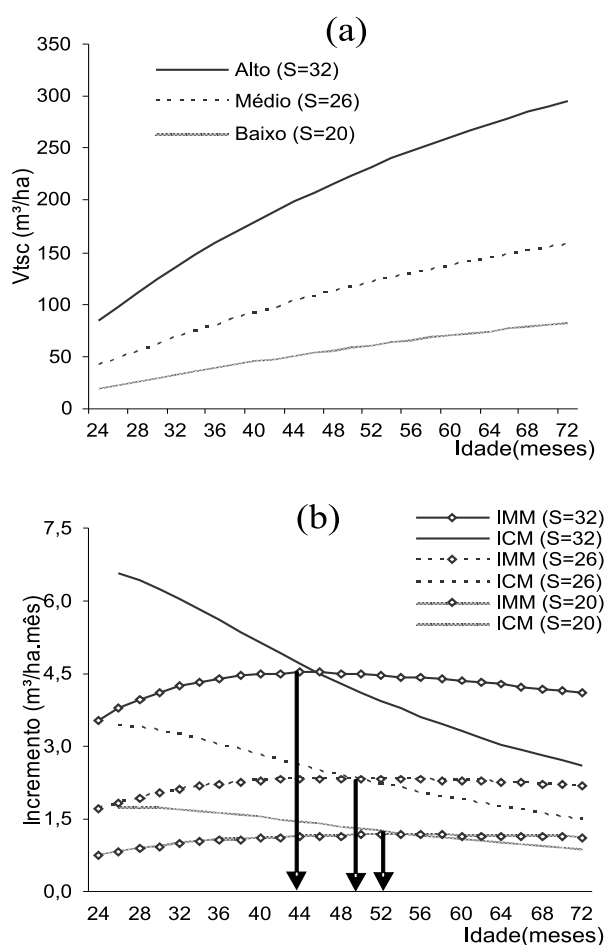 (a)
Alto (S=32)
Médio (S=26)
Baixo (S=20)
Vtsc (m³/ha)
350
300
250
200
150
100
50
0
24 28 32 36 40 44 48 52 56 60 64 68 72
Idade(meses)
(b)
IMM (S=32)
ICM (S=32)
IMM (S=26)
ICM (S=26)
IMM (S=20)
ICM (S=20)
Incremento (m³/ha.mês)
7,5
6,0
4,5
3,0
1,5
0,0
24 28 32 36 40 44 48 52 56 60 64 68 72
Idade(meses)